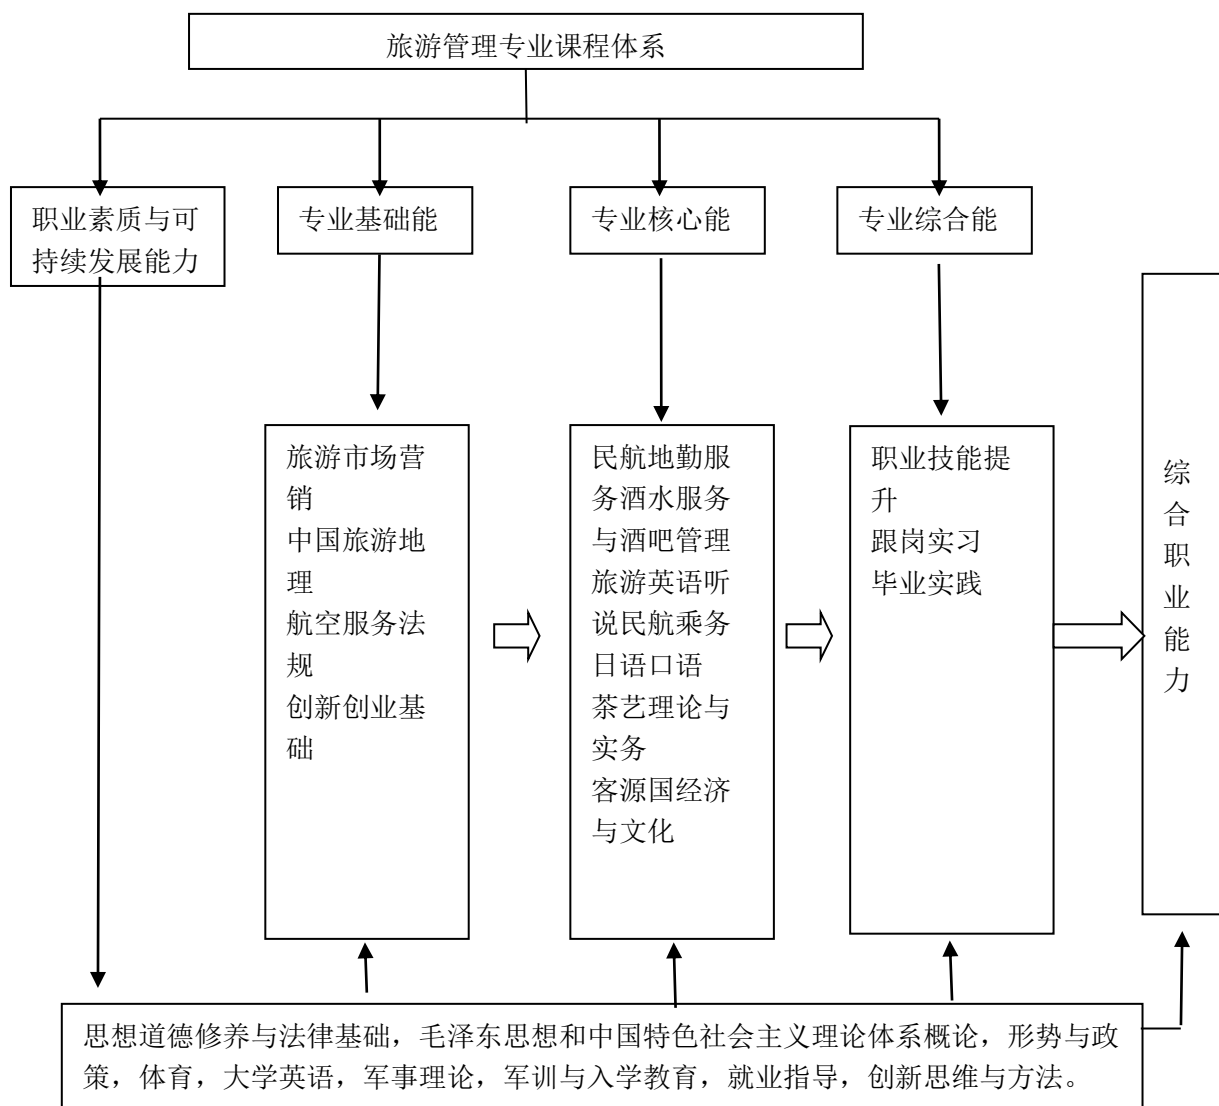 旅游管理专业课程体系
职业素质与可
持续发展能力
专业基础能
专业核心能
专业综合能
旅游市场营
销
中国旅游地
理
航空服务法
规
创新创业基
础
民航地勤服
务酒水服务
与酒吧管理
旅游英语听
说民航乘务
日语口语
茶艺理论与
实务
客源国经济
与文化
职业技能提
升
跟岗实习
毕业实践
综
合
职
业
能
力
思想道德修养与法律基础，毛泽东思想和中国特色社会主义理论体系概论，形势与政
策，体育，大学英语，军事理论，军训与入学教育，就业指导，创新思维与方法。